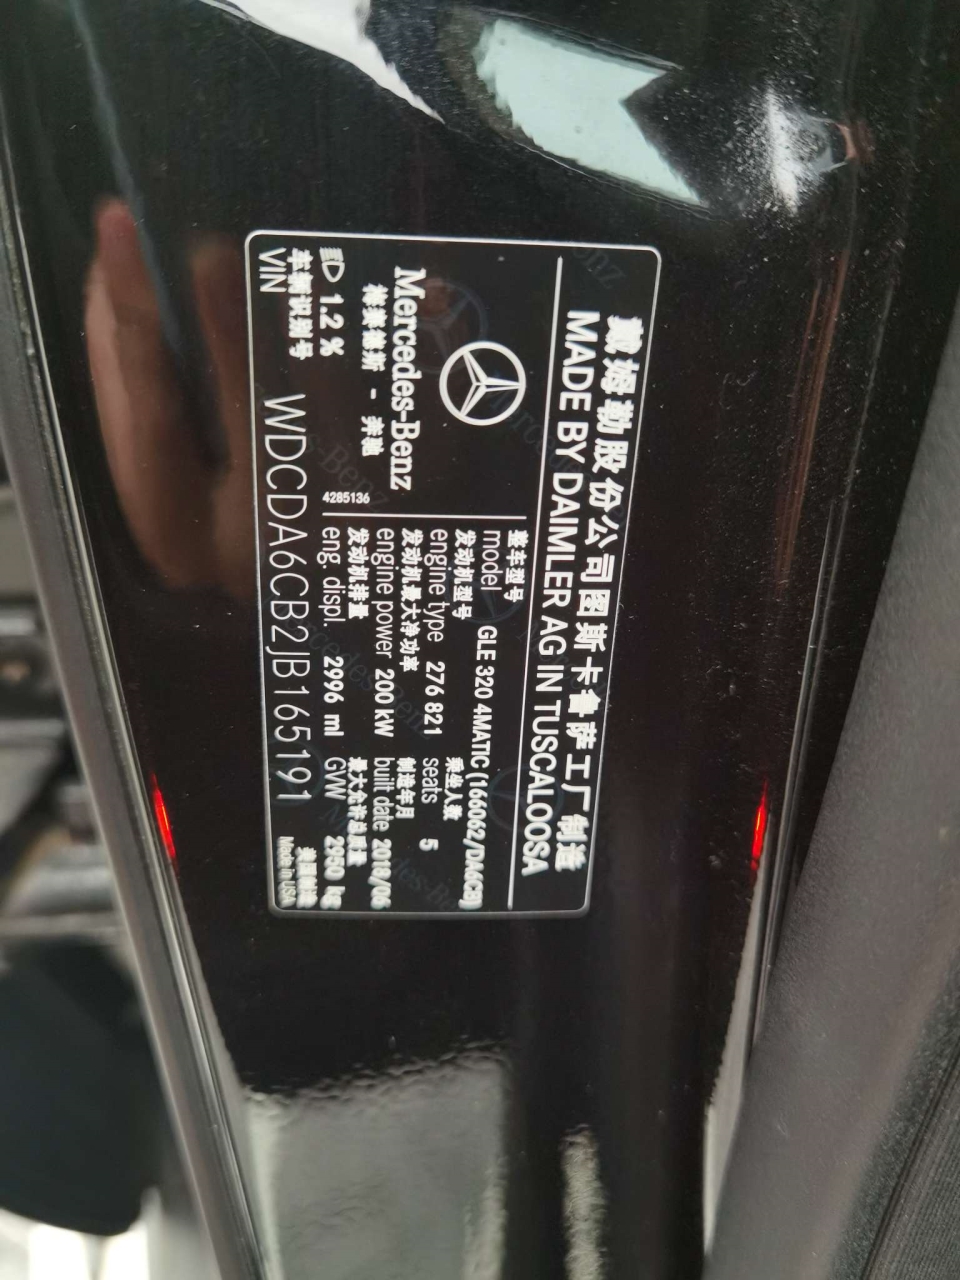 戴姆勒股份公司图斯卡鲁萨工厂制造
MADE BY DAIMLER AG IN TUSCALOOSA
Mercedes-Benz
梅赛德斯 - 奔驰
1.2 %
4285136
整车型号
model GLE 320 4MATIC (166062/DA6CB)
发动机型号 乘坐人数
engine type 276 821 seats 5
发动机最大净功率 制造年月
engine power 200 kW built date 2018/06
发动机排量 最大允许总质量
eng. displ. 2996 ml GVW 2950 kg
车辆识别号 美国制造
VIN WDCDA6CB2JB165191 Made in USA